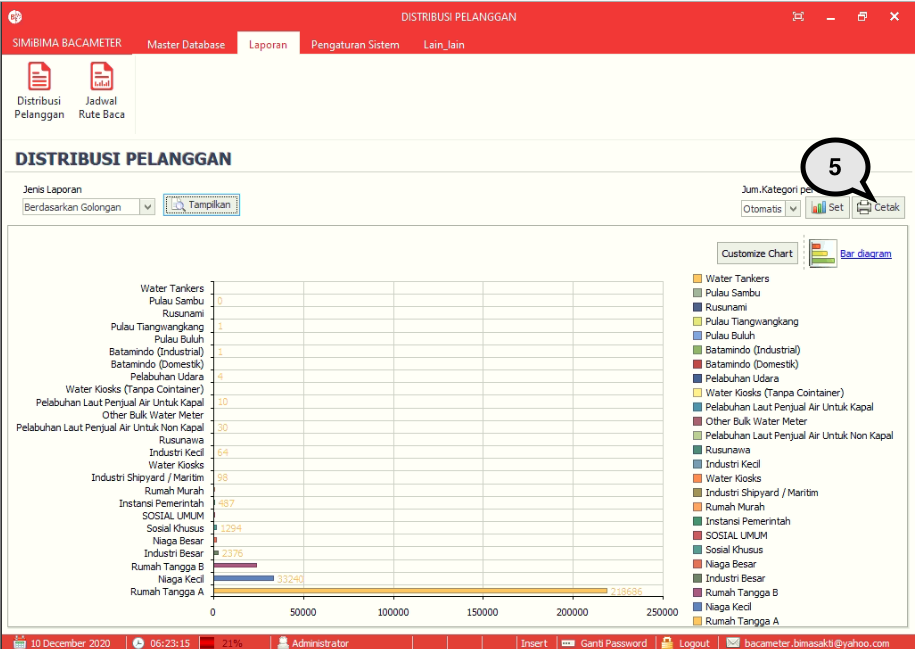 DISTRIBUSI PELANGGAN
SIMiBIMA BACAMETER Master Database Laporan Pengaturan Sistem Lain_lain
Distribusi Pelanggan
Jadwal Rute Baca
DISTRIBUSI PELANGGAN
5
Jenis Laporan
Jum.Kategori per
Berdasarkan Golongan Tampilkan Otomatis Set Cetak
Customize Chart Bar diagram
Water Tankers
Pulau Sambu 0
Rusunami
Pulau Tiangwangkang 1
Pulau Buluh
Batamindo (Industrial) 1
Batamindo (Domestik)
Pelabuhan Udara 4
Water Kiosks (Tanpa Cointainer)
Pelabuhan Laut Penjual Air Untuk Kapal 10
Other Bulk Water Meter
Pelabuhan Laut Penjual Air Untuk Non Kapal 30
Rusunawa
Industri Kecil 64
Water Kiosks
Industri Shipyard / Maritim 98
Rumah Murah
Instansi Pemerintah 487
SOSIAL UMUM
Sosial Khusus 1294
Niaga Besar
Industri Besar 2376
Rumah Tangga B
Niaga Kecil 33240
Rumah Tangga A 218686
0 50000 100000 150000 200000 250000
Water Tankers
Pulau Sambu
Rusunami
Pulau Tiangwangkang
Pulau Buluh
Batamindo (Industrial)
Batamindo (Domestik)
Pelabuhan Udara
Water Kiosks (Tanpa Cointainer)
Pelabuhan Laut Penjual Air Untuk Kapal
Other Bulk Water Meter
Pelabuhan Laut Penjual Air Untuk Non Kapal
Rusunawa
Industri Kecil
Water Kiosks
Industri Shipyard / Maritim
Rumah Murah
Instansi Pemerintah
SOSIAL UMUM
Sosial Khusus
Niaga Besar
Industri Besar
Rumah Tangga B
Niaga Kecil
Rumah Tangga A
10 December 2020 06:23:15 21% Administrator Insert Ganti Password Logout bacameter.bimasakti@yahoo.com